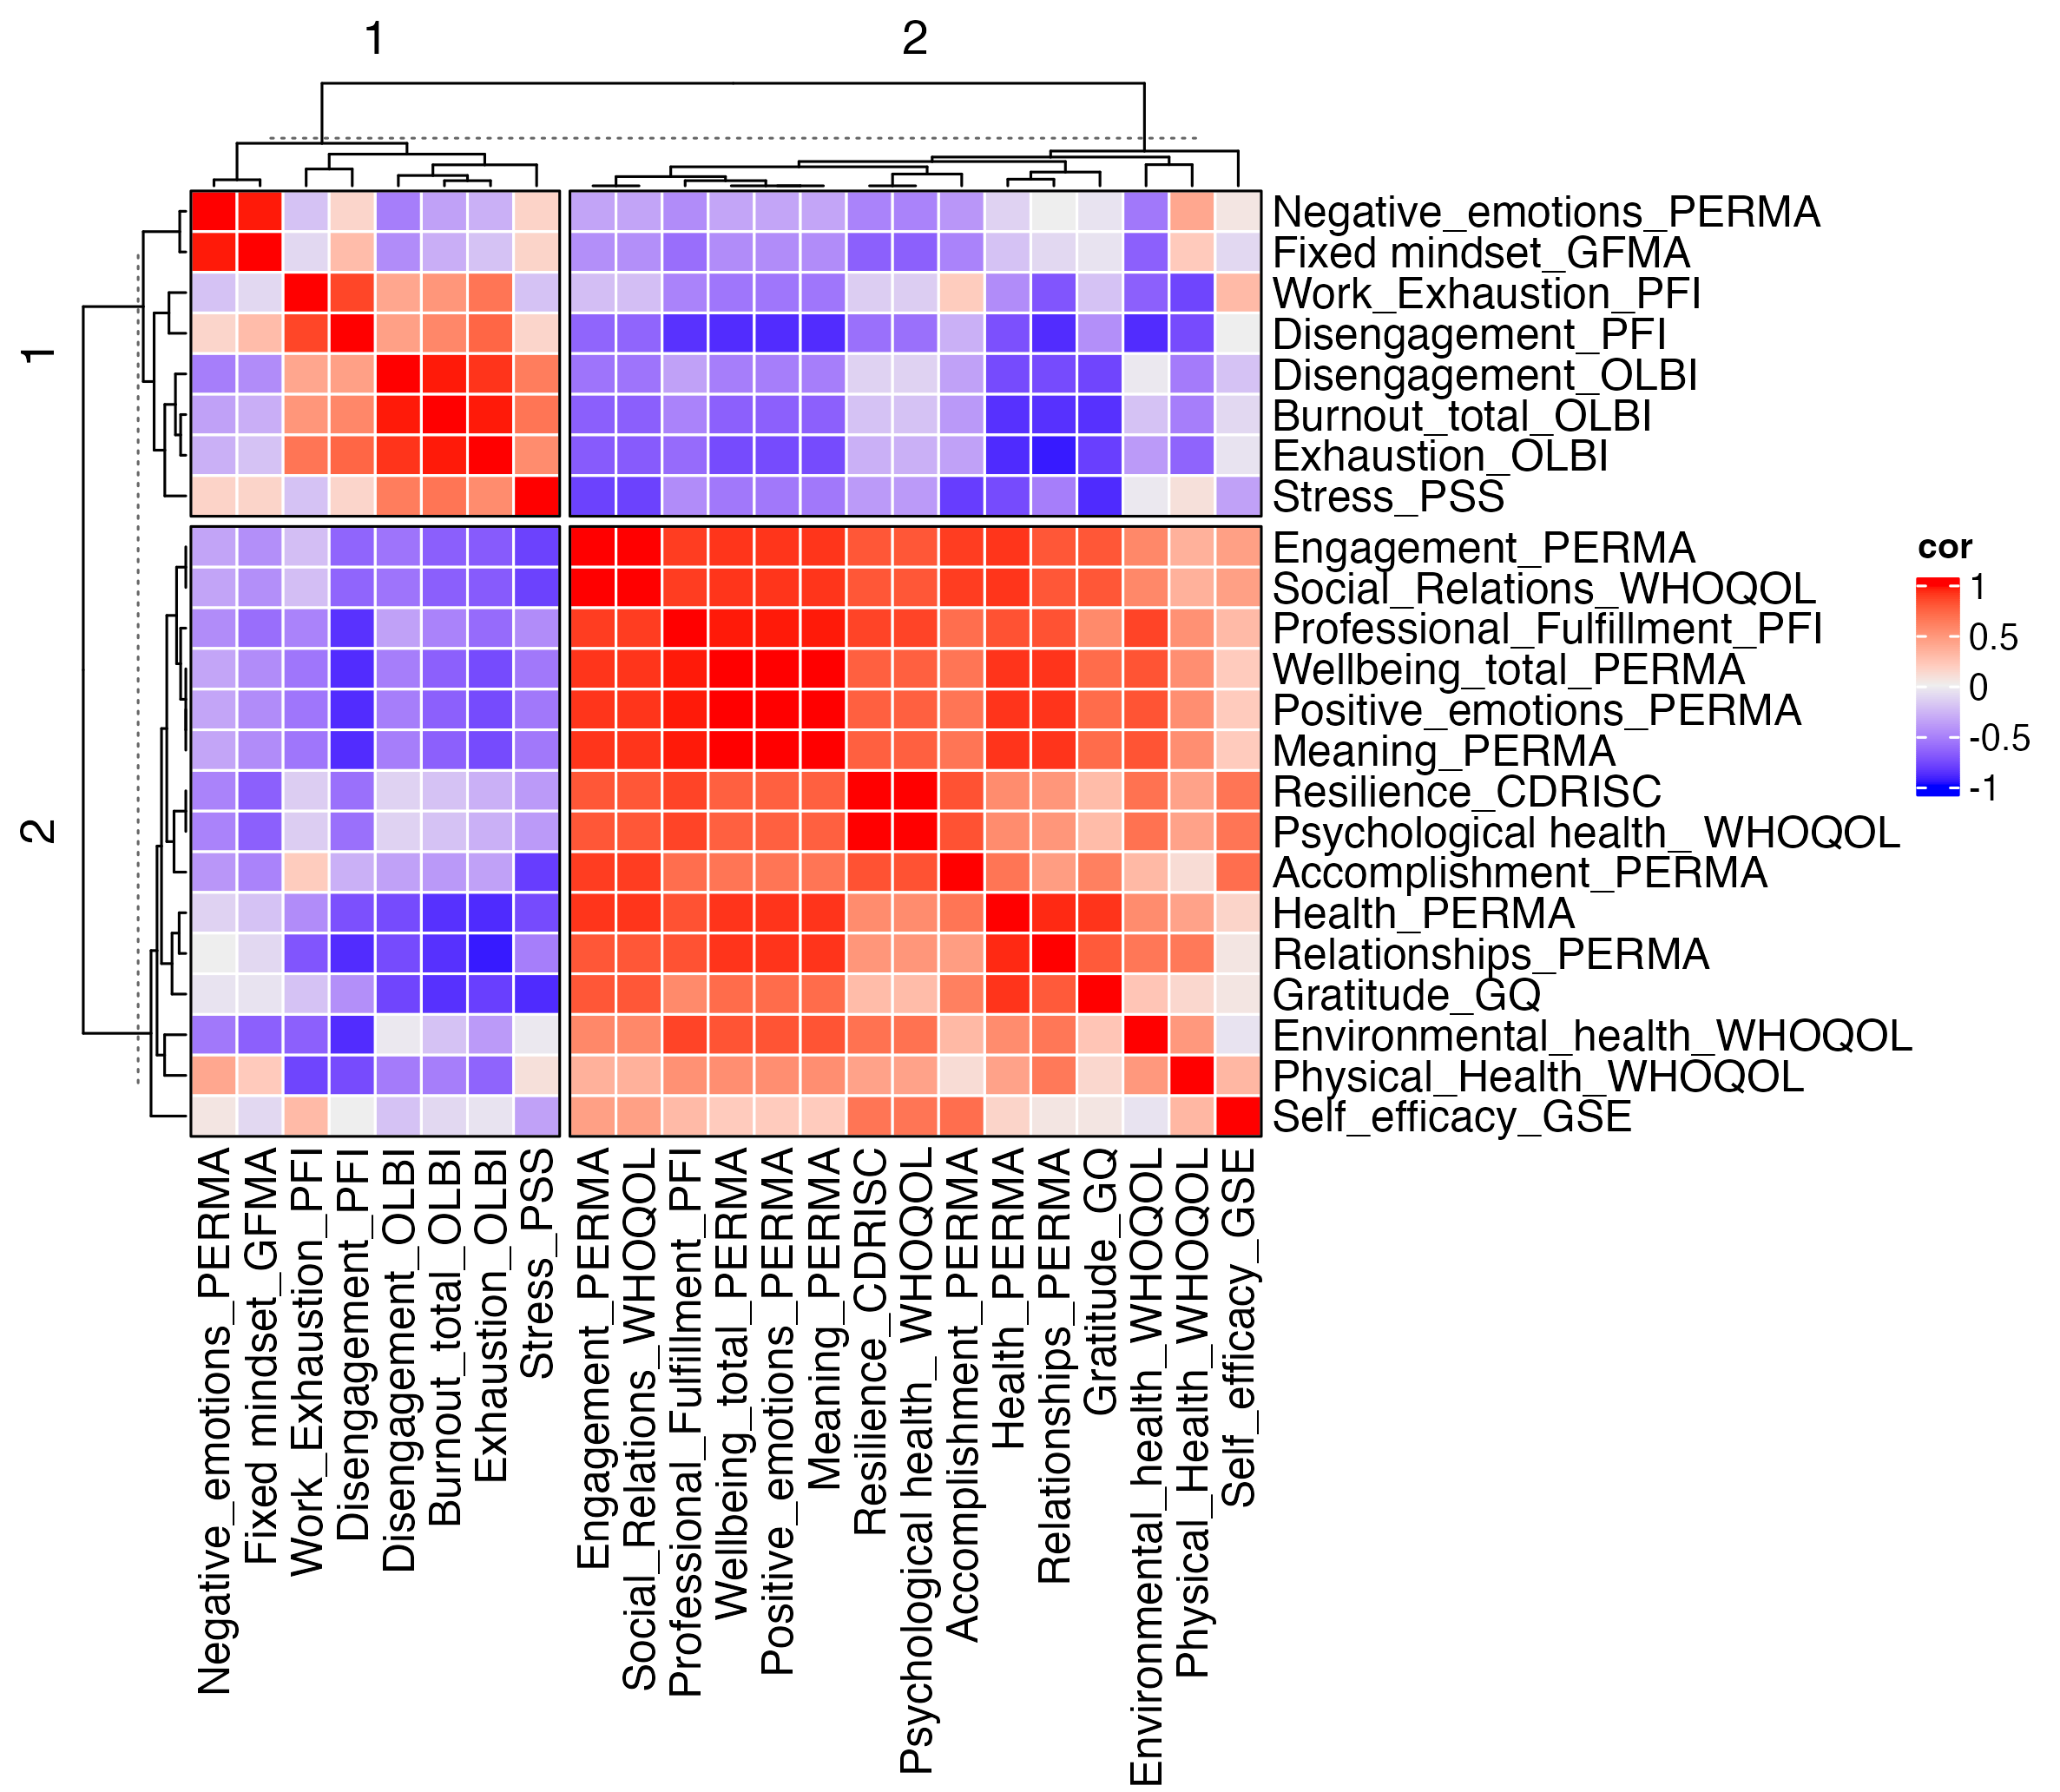 1
2
1
2
Negative_emotions_PERMA
Fixed mindset_GFMA
Work_Exhaustion_PFI
Disengagement_PFI
Disengagement_OLBI
Burnout_total_OLBI
Exhaustion_OLBI
Stress_PSS
Engagement_PERMA
Social_Relations_WHOQOL
Professional_Fulfillment_PFI
Wellbeing_total_PERMA
Positive_emotions_PERMA
Meaning_PERMA
Resilience_CDRISC
Psychological health_ WHOQOL
Accomplishment_PERMA
Health_PERMA
Relationships_PERMA
Gratitude_GQ
Environmental_health_WHOQOL
Physical_Health_WHOQOL
Self_efficacy_GSE
cor
1
0.5
0
-0.5
-1
Negative_emotions_PERMA
Fixed mindset_GFMA
Work_Exhaustion_PFI
Disengagement_PFI
Disengagement_OLBI
Burnout_total_OLBI
Exhaustion_OLBI
Stress_PSS
Engagement_PERMA
Social_Relations_WHOQOL
Professional_Fulfillment_PFI
Wellbeing_total_PERMA
Positive_emotions_PERMA
Meaning_PERMA
Resilience_CDRISC
Psychological health_ WHOQOL
Accomplishment_PERMA
Health_PERMA
Relationships_PERMA
Gratitude_GQ
Environmental_health_WHOQOL
Physical_Health_WHOQOL
Self_efficacy_GSE